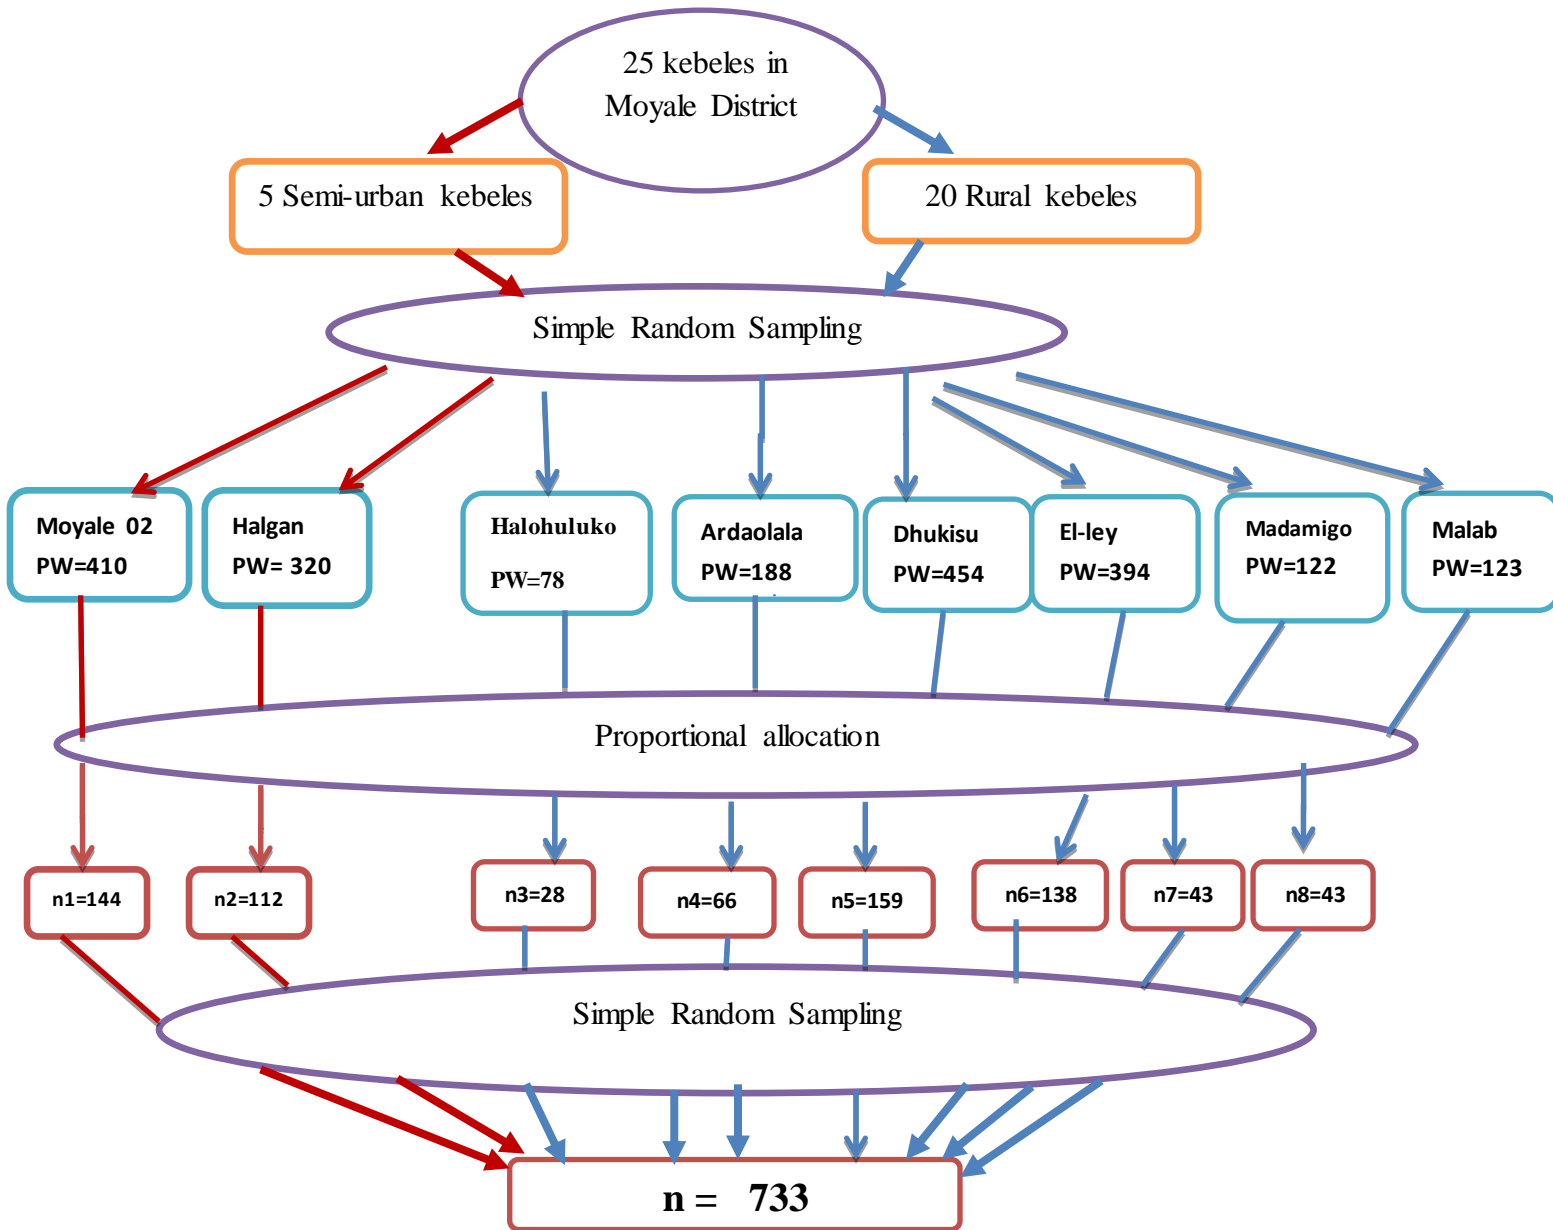 25 kebeles in
Moyale District
5 Semi-urban kebeles
20 Rural kebeles
Simple Random Sampling
Moyale 02
PW=410
Halgan
PW= 320
Halohuluko
PW=78
Ardaolala
PW=188
Dhukisu
PW=454
El-ley
PW=394
Madamigo
PW=122
Malab
PW=123
Proportional allocation
n1=144
n2=112
n3=28
n4=66
n5=159
n6=138
n7=43
n8=43
Simple Random Sampling
n = 733